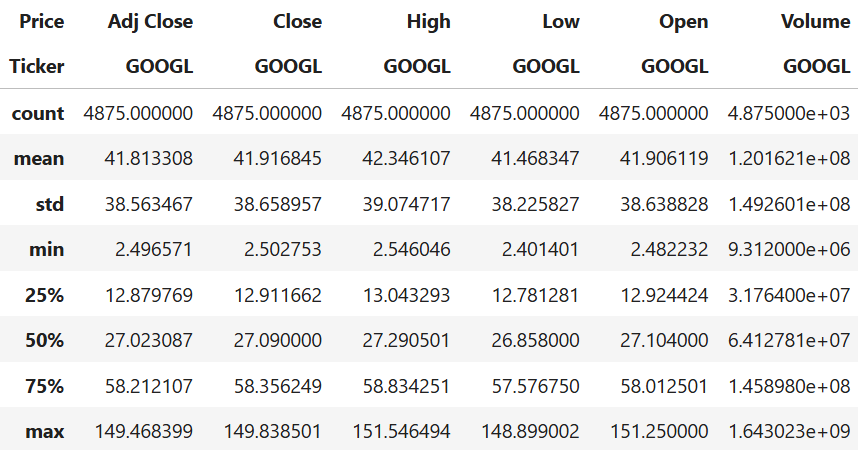 Price Adj Close Close High Low Open Volume
Ticker GOOGL GOOGL GOOGL GOOGL GOOGL GOOGL
count 4875.000000 4875.000000 4875.000000 4875.000000 4875.000000 4.875000e+03
mean 41.813308 41.916845 42.346107 41.468347 41.906119 1.201621e+08
std 38.563467 38.658957 39.074717 38.225827 38.638828 1.492601e+08
min 2.496571 2.502753 2.546046 2.401401 2.482232 9.312000e+06
25% 12.879769 12.911662 13.043293 12.781281 12.924424 3.176400e+07
50% 27.023087 27.090000 27.290501 26.858000 27.104000 6.412781e+07
75% 58.212107 58.356249 58.834251 57.576750 58.012501 1.458980e+08
max 149.468399 149.838501 151.546494 148.899002 151.250000 1.643023e+09